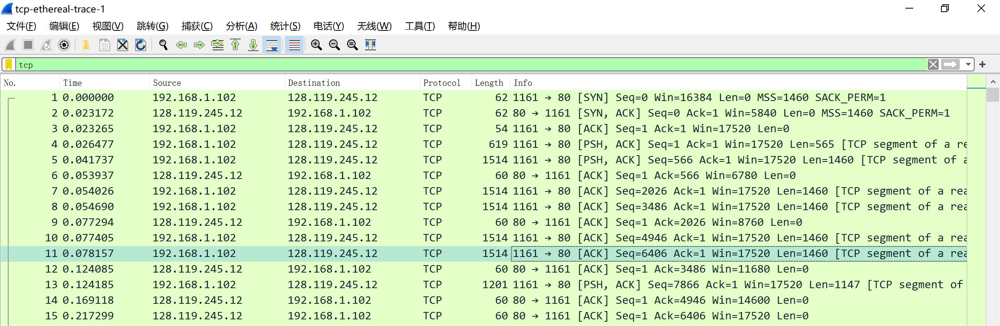 tcp-ethereal-trace-1
文件(F) 编辑(E) 视图(V) 跳转(G) 捕获(C) 分析(A) 统计(S) 电话(Y) 无线(W) 工具(T) 帮助(H)
tcp
No. Time Source Destination Protocol Length Info
1 0.000000 192.168.1.102 128.119.245.12 TCP 62 1161 → 80 [SYN] Seq=0 Win=16384 Len=0 MSS=1460 SACK_PERM=1
2 0.023172 128.119.245.12 192.168.1.102 TCP 62 80 → 1161 [SYN, ACK] Seq=0 Ack=1 Win=5840 Len=0 MSS=1460 SACK_PERM=1
3 0.023265 192.168.1.102 128.119.245.12 TCP 54 1161 → 80 [ACK] Seq=1 Ack=1 Win=17520 Len=0
4 0.026477 192.168.1.102 128.119.245.12 TCP 619 1161 → 80 [PSH, ACK] Seq=1 Ack=1 Win=17520 Len=565 [TCP segment of a re
5 0.041737 192.168.1.102 128.119.245.12 TCP 1514 1161 → 80 [PSH, ACK] Seq=566 Ack=1 Win=17520 Len=1460 [TCP segment of a
6 0.053937 128.119.245.12 192.168.1.102 TCP 60 80 → 1161 [ACK] Seq=1 Ack=566 Win=6780 Len=0
7 0.054026 192.168.1.102 128.119.245.12 TCP 1514 1161 → 80 [ACK] Seq=2026 Ack=1 Win=17520 Len=1460 [TCP segment of a rea
8 0.054690 192.168.1.102 128.119.245.12 TCP 1514 1161 → 80 [ACK] Seq=3486 Ack=1 Win=17520 Len=1460 [TCP segment of a rea
9 0.077294 128.119.245.12 192.168.1.102 TCP 60 80 → 1161 [ACK] Seq=1 Ack=2026 Win=8760 Len=0
10 0.077405 192.168.1.102 128.119.245.12 TCP 1514 1161 → 80 [ACK] Seq=4946 Ack=1 Win=17520 Len=1460 [TCP segment of a rea
11 0.078157 192.168.1.102 128.119.245.12 TCP 1514 1161 → 80 [ACK] Seq=6406 Ack=1 Win=17520 Len=1460 [TCP segment of a rea
12 0.124085 128.119.245.12 192.168.1.102 TCP 60 80 → 1161 [ACK] Seq=1 Ack=3486 Win=11680 Len=0
13 0.124185 192.168.1.102 128.119.245.12 TCP 1201 1161 → 80 [PSH, ACK] Seq=7866 Ack=1 Win=17520 Len=1147 [TCP segment of
14 0.169118 128.119.245.12 192.168.1.102 TCP 60 80 → 1161 [ACK] Seq=1 Ack=4946 Win=14600 Len=0
15 0.217299 128.119.245.12 192.168.1.102 TCP 60 80 → 1161 [ACK] Seq=1 Ack=6406 Win=17520 Len=0